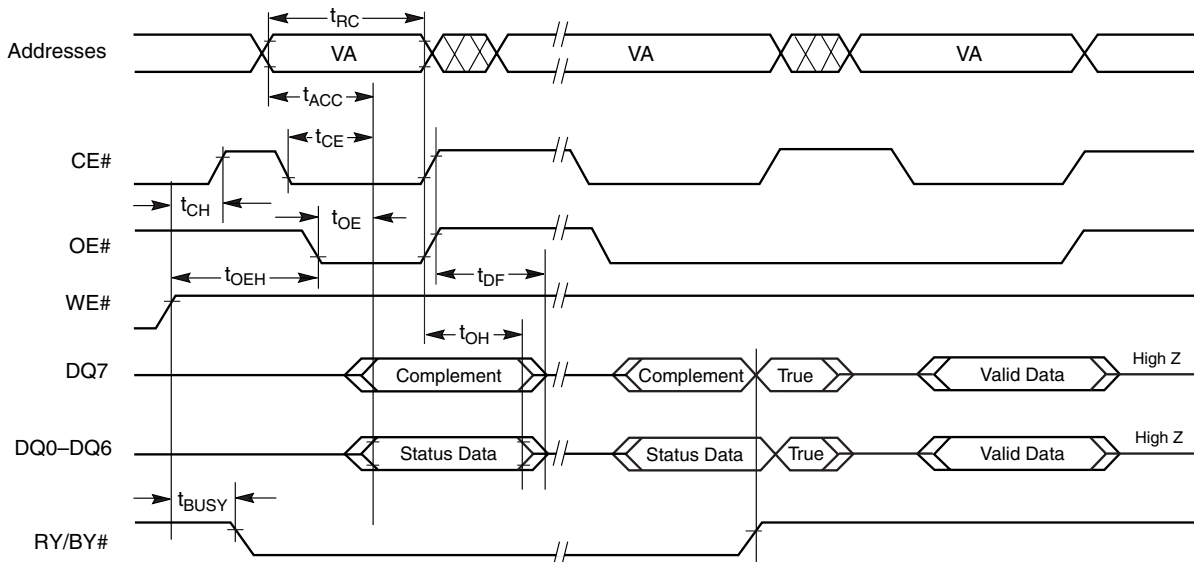 tRC
Addresses VA VA VA
tACC
tCE
CE#
tCH tOE
OE#
tOEH tDF
WE#
tOH
DQ7 Complement Complement True Valid Data High Z
DQ0–DQ6 Status Data Status Data True Valid Data High Z
tBUSY
RY/BY#